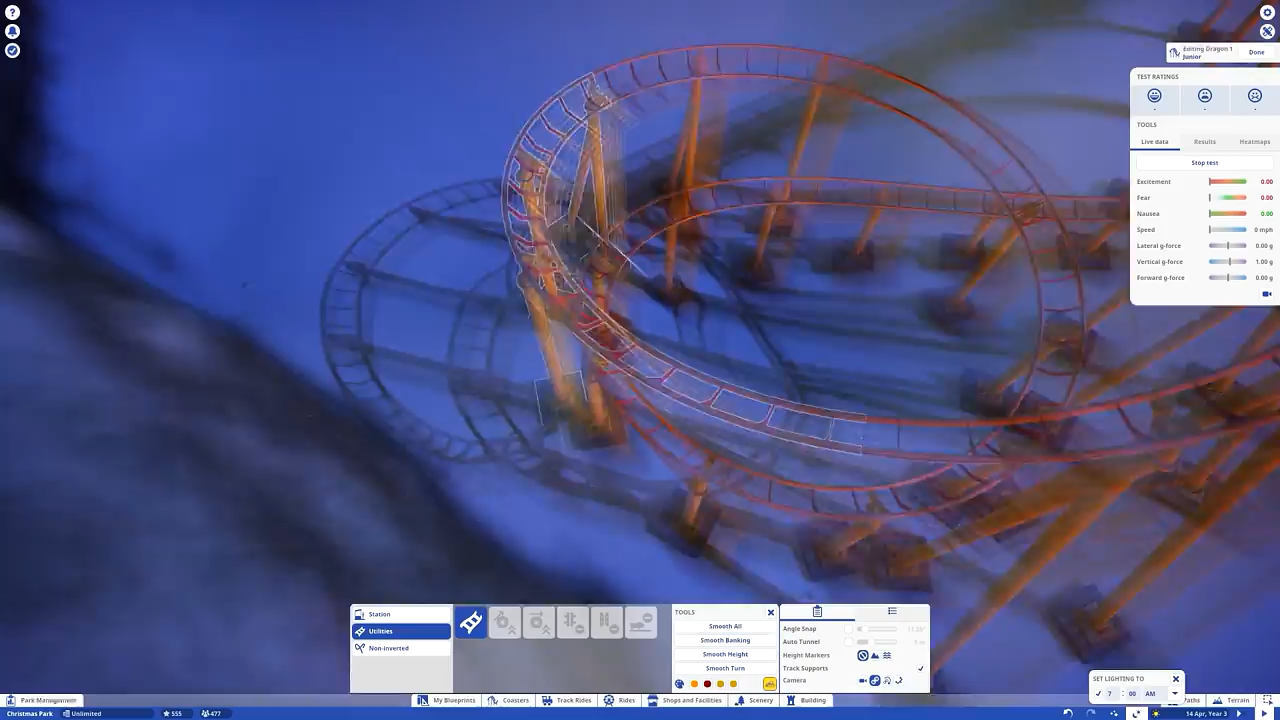 ?
Editing Dragon 1
Junior
Done
TEST RATINGS
-
-
-
TOOLS
Live data
Results
Heatmaps
Stop test
Excitement
0.00
Fear
0.00
Nausea
0.00
Speed
0 mph
Lateral g-force
0.00 g
Vertical g-force
1.00 g
Forward g-force
0.00 g
Station
Utilities
Non-inverted
TOOLS
Smooth All
Smooth Banking
Smooth Height
Smooth Turn
Angle Snap
11.25°
Auto Tunnel
Height Markers
Track Supports
Camera
SET LIGHTING TO
7 : 00 AM
Park Management
My Blueprints
Coasters
Track Rides
Rides
Shops and Facilities
Scenery
Building
Paths
Terrain
Christmas Park
Unlimited
555
477
14 Apr, Year 3